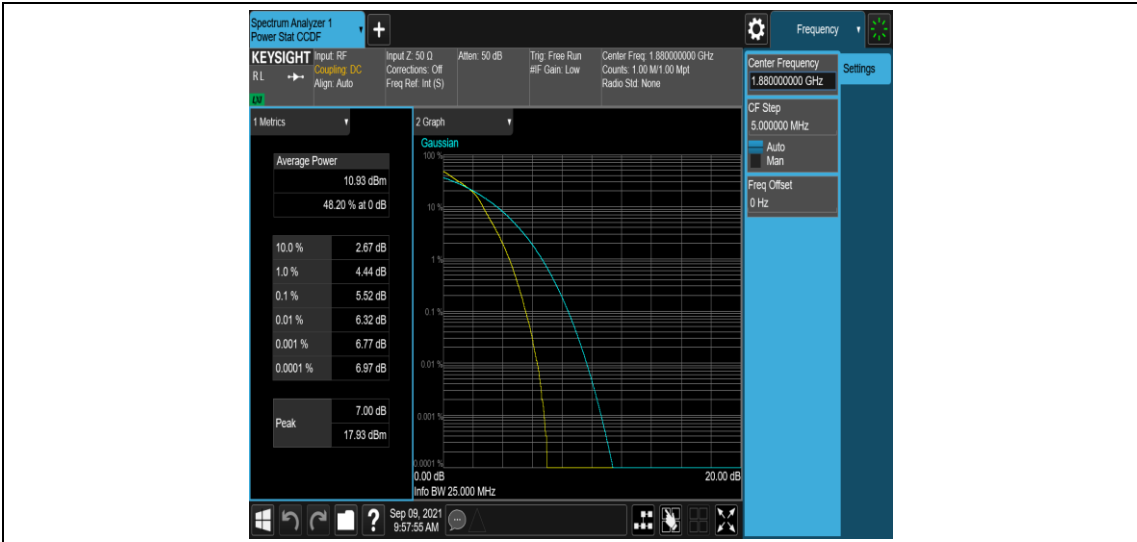 Spectrum Analyzer 1
Power Stat CCDF
+
Frequency
KEYSIGHT
RL
LXI
Input: RF
Coupling: DC
Align: Auto
Input Z: 50 Ω
Corrections: Off
Freq Ref: Int (S)
Atten: 50 dB
Trig: Free Run
#IF Gain: Low
Center Freq: 1.880000000 GHz
Counts: 1.00 M/1.00 Mpt
Radio Std: None
Center Frequency
1.880000000 GHz
Settings
CF Step
5.000000 MHz
Auto
Man
Freq Offset
0 Hz
1 Metrics
Average Power
10.93 dBm
48.20 % at 0 dB
10.0 % 2.67 dB
1.0 % 4.44 dB
0.1 % 5.52 dB
0.01 % 6.32 dB
0.001 % 6.77 dB
0.0001 % 6.97 dB
Peak
7.00 dB
17.93 dBm
2 Graph
Gaussian
100 %
10 %
1 %
0.1 %
0.01 %
0.001 %
0.0001 %
0.00 dB 20.00 dB
Info BW 25.000 MHz
?
Sep 09, 2021
9:57:55 AM